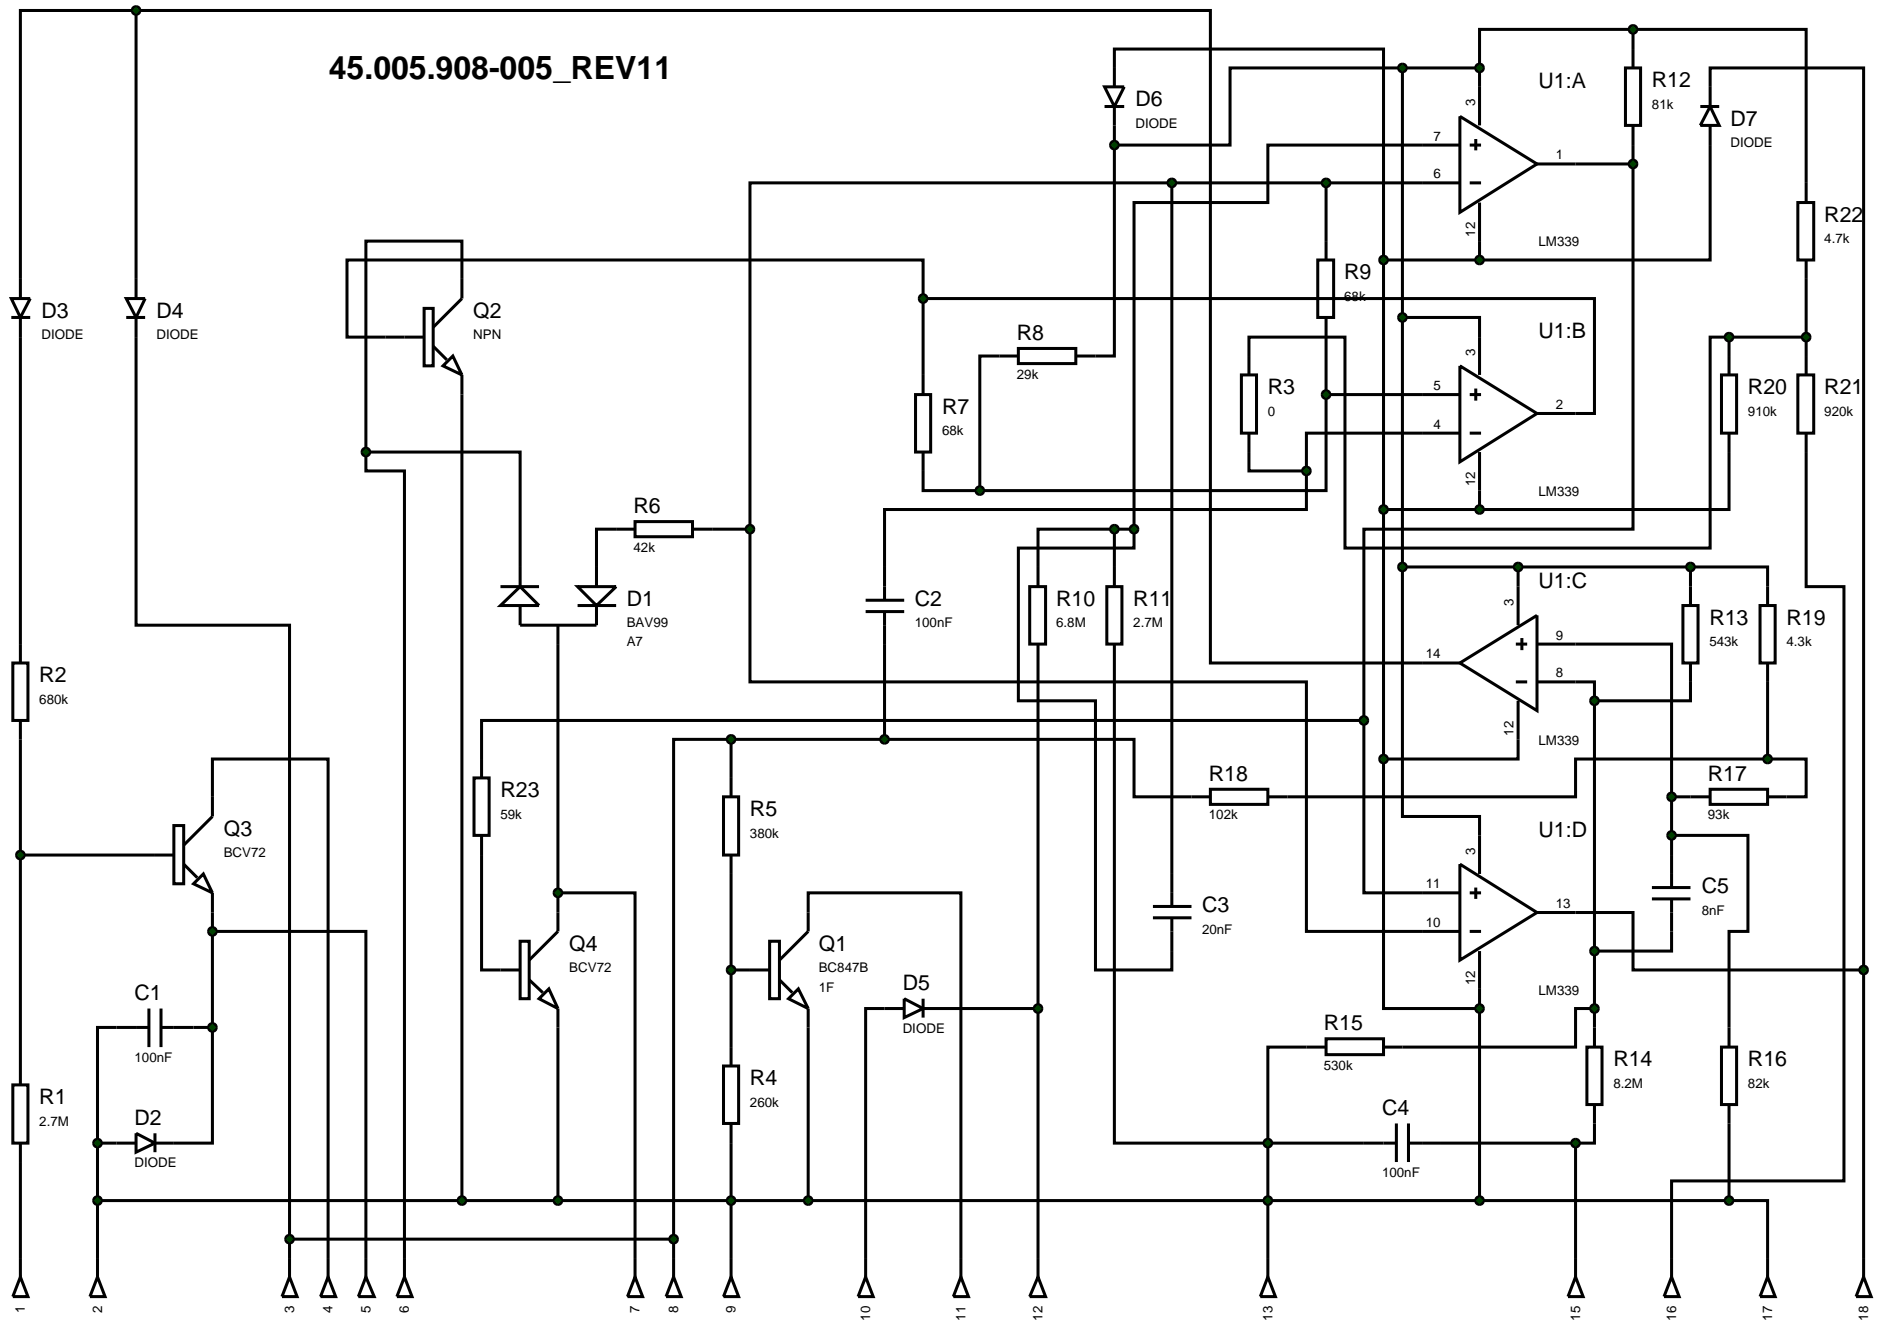 45.005.908-005_REV11
D6
DIODE
U1:A
R12
81k
D7
DIODE
3
7
6
1
12
LM339
R22
4.7k
D3
DIODE
D4
DIODE
Q2
NPN
R9
68k
R8
29k
U1:B
3
R3
0
5
4
2
12
LM339
R20
910k
R21
920k
R7
68k
R6
42k
D1
BAV99
A7
C2
100nF
R10
6.8M
R11
2.7M
U1:C
3
9
8
14
12
LM339
R13
543k
R19
4.3k
R2
680k
R23
59k
R5
380k
R18
102k
R17
93k
U1:D
3
11
10
13
12
LM339
C5
8nF
Q3
BCV72
C3
20nF
Q4
BCV72
Q1
BC847B
1F
D5
DIODE
C1
100nF
R15
530k
R14
8.2M
R16
82k
R1
2.7M
D2
DIODE
R4
260k
C4
100nF
1
2
3
4
5
6
7
8
9
10
11
12
13
15
16
17
18